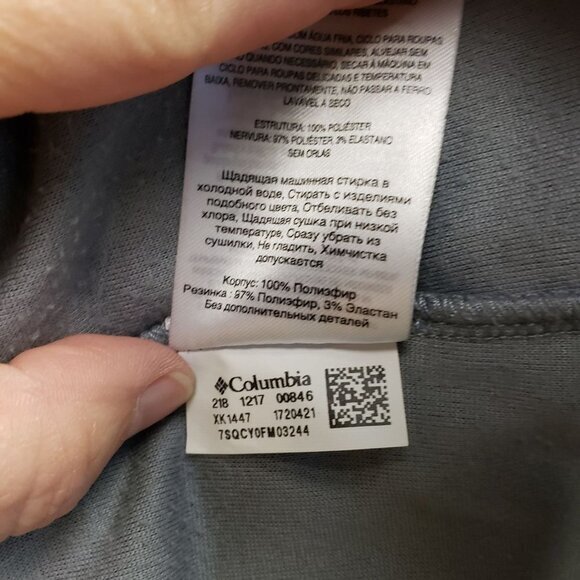 COM ÁGUA FRIA, CICLO PARA ROUPAS
COM CORES SIMILARES, ALVEJAR SEM
QUANDO NECESSÁRIO, SECAR À MÁQUINA EM
CICLO PARA ROUPAS DELICADAS E TEMPERATURA
BAIXA, REMOVER PRONTAMENTE, NÃO PASSAR A FERRO
LAVÁVEL A SECO
ESTRUTURA: 100% POLIÉSTER
NERVURA: 97% POLIÉSTER, 3% ELASTANO
SEM ORLAS
Щадящая машинная стирка в
холодной воде, Стирать с изделиями
подобного цвета, Отбеливать без
хлора, Щадящая сушка при низкой
температуре, Сразу убрать из
сушилки, Не гладить, Химчистка
допускается
Корпус: 100% Полиэфир
Резинка : 97% Полиэфир, 3% Эластан
Без дополнительных деталей
Columbia
218 1217 00846
XK1447 1720421
7SQCY0FM03244